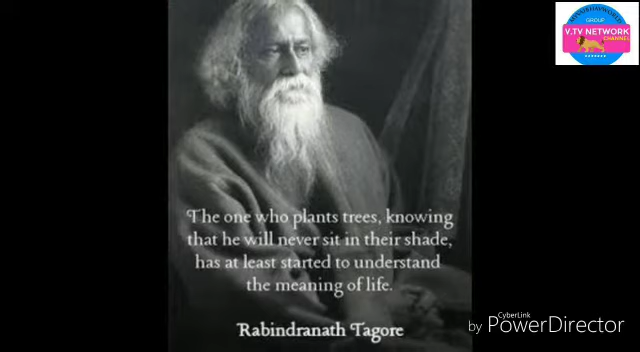 GROUP
V.TV NETWORK
CHANNEL
The one who plants trees, knowing
that he will never sit in their shade,
has at least started to understand
the meaning of life.
Rabindranath Tagore
CyberLink
by PowerDirector